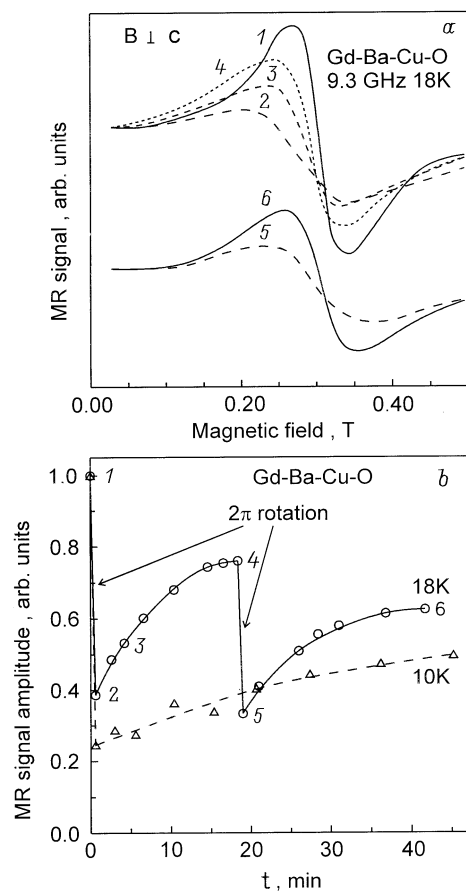 B ⊥ c
a
1
Gd-Ba-Cu-O
9.3 GHz 18K
4
3
2
6
5
MR signal , arb. units
0.00 0.20 0.40
Magnetic field , T
1
Gd-Ba-Cu-O
b
2π rotation
4
18K
3
6
2
10K
5
MR signal amplitude , arb. units
1.0
0.8
0.6
0.4
0.2
0.0
0 10 20 30 40
t , min